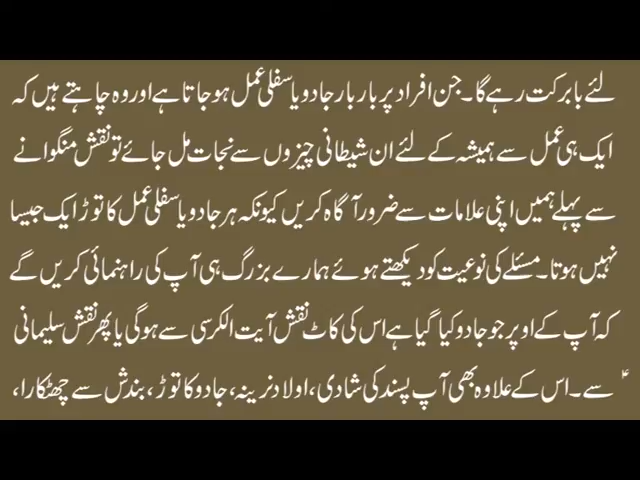 لئے بابرکت رہے گا۔ جن افراد پر بار بار جادو یا سفلی عمل ہو جاتا ہے اور وہ چاہتے ہیں کہ
ایک ہی عمل سے ہمیشہ کے لئے ان شیطانی چیزوں سے نجات مل جائے تو نقش منگوانے
سے پہلے ہمیں اپنی علامات سے ضرور آگاہ کریں کیونکہ ہر جادو یا سفلی عمل کا توڑ ایک جیسا
نہیں ہوتا۔ مسئلے کی نوعیت کو دیکھتے ہوئے ہمارے بزرگ ہی آپ کی راہنمائی کریں گے
کہ آپ کے اوپر جو جادو کیا گیا ہے اس کی کاٹ نقش آیت الکرسی سے ہوگی یا پھر نقش سلیمانی
ؑ سے۔ اس کے علاوہ بھی آپ پسند کی شادی، اولاد نرینہ، جادو کا توڑ، بندش سے چھٹکارا،